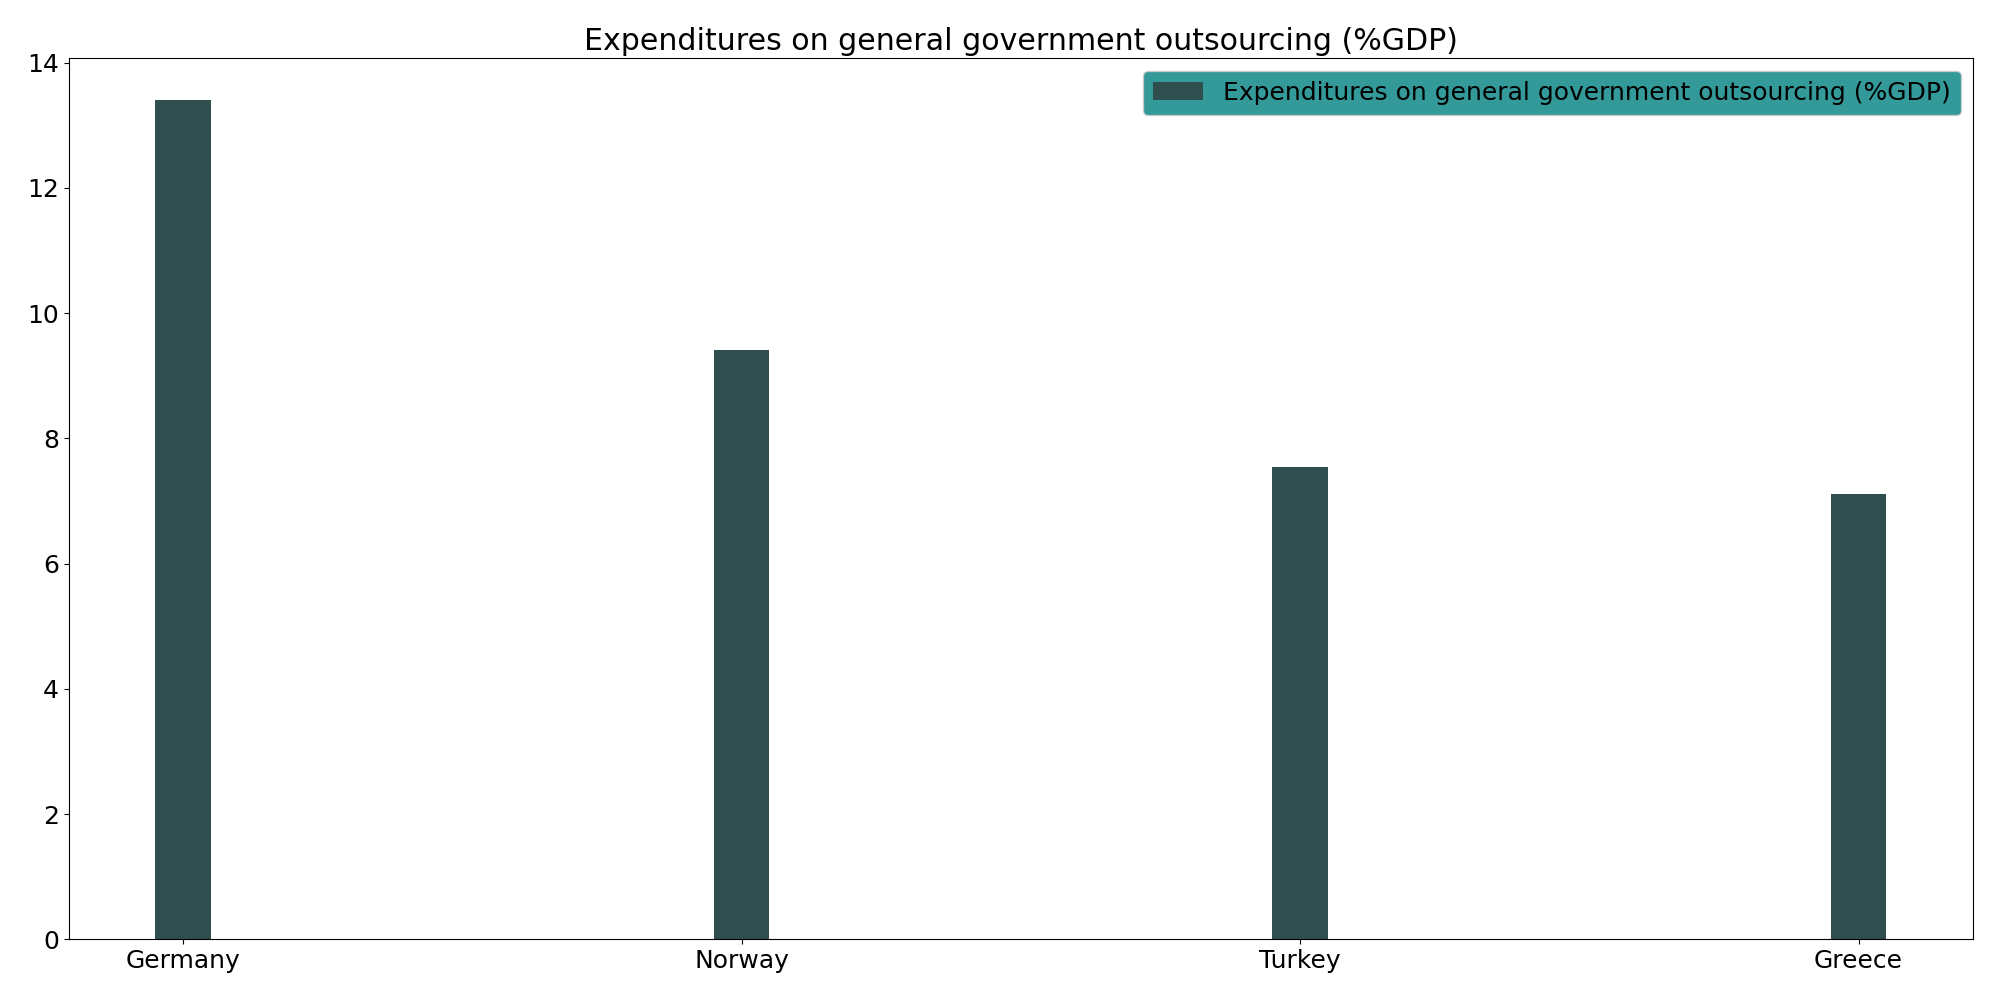 Expenditures on general government outsourcing (%GDP)
Expenditures on general government outsourcing (%GDP)
14
12
10
8
6
4
2
0
Germany Norway Turkey Greece